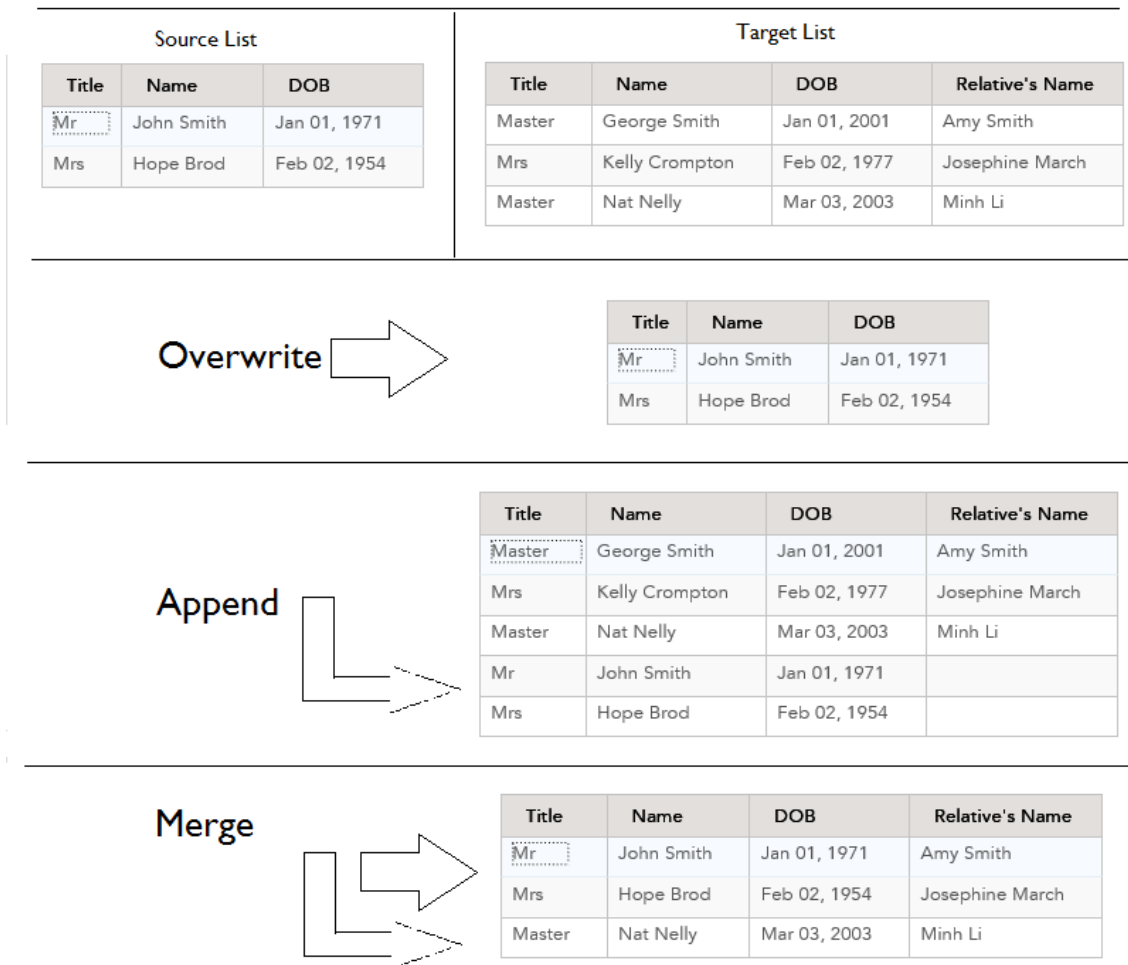 Source List
Target List
Title Name DOB
Mr John Smith Jan 01, 1971
Mrs Hope Brod Feb 02, 1954
Title Name DOB Relative's Name
Master George Smith Jan 01, 2001 Amy Smith
Mrs Kelly Crompton Feb 02, 1977 Josephine March
Master Nat Nelly Mar 03, 2003 Minh Li
Overwrite
Title Name DOB
Mr John Smith Jan 01, 1971
Mrs Hope Brod Feb 02, 1954
Append
Title Name DOB Relative's Name
Master George Smith Jan 01, 2001 Amy Smith
Mrs Kelly Crompton Feb 02, 1977 Josephine March
Master Nat Nelly Mar 03, 2003 Minh Li
Mr John Smith Jan 01, 1971
Mrs Hope Brod Feb 02, 1954
Merge
Title Name DOB Relative's Name
Mr John Smith Jan 01, 1971 Amy Smith
Mrs Hope Brod Feb 02, 1954 Josephine March
Master Nat Nelly Mar 03, 2003 Minh Li